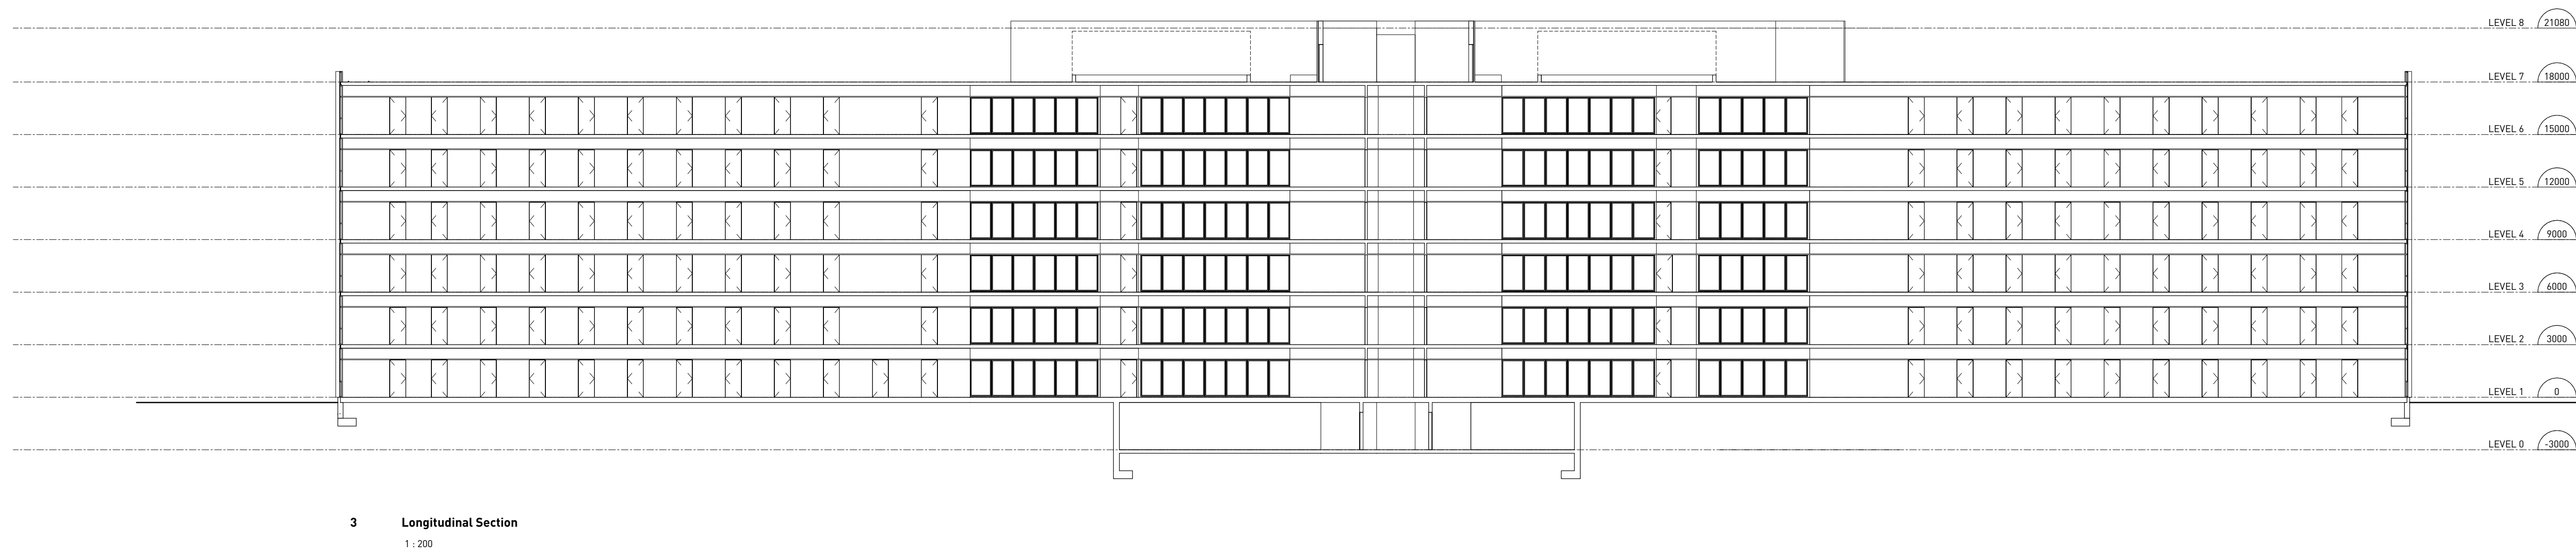 LEVEL 8 21080
LEVEL 7 18000
LEVEL 6 15000
LEVEL 5 12000
LEVEL 4 9000
LEVEL 3 6000
LEVEL 2 3000
LEVEL 1 0
LEVEL 0 -3000
3 Longitudinal Section
1 : 200